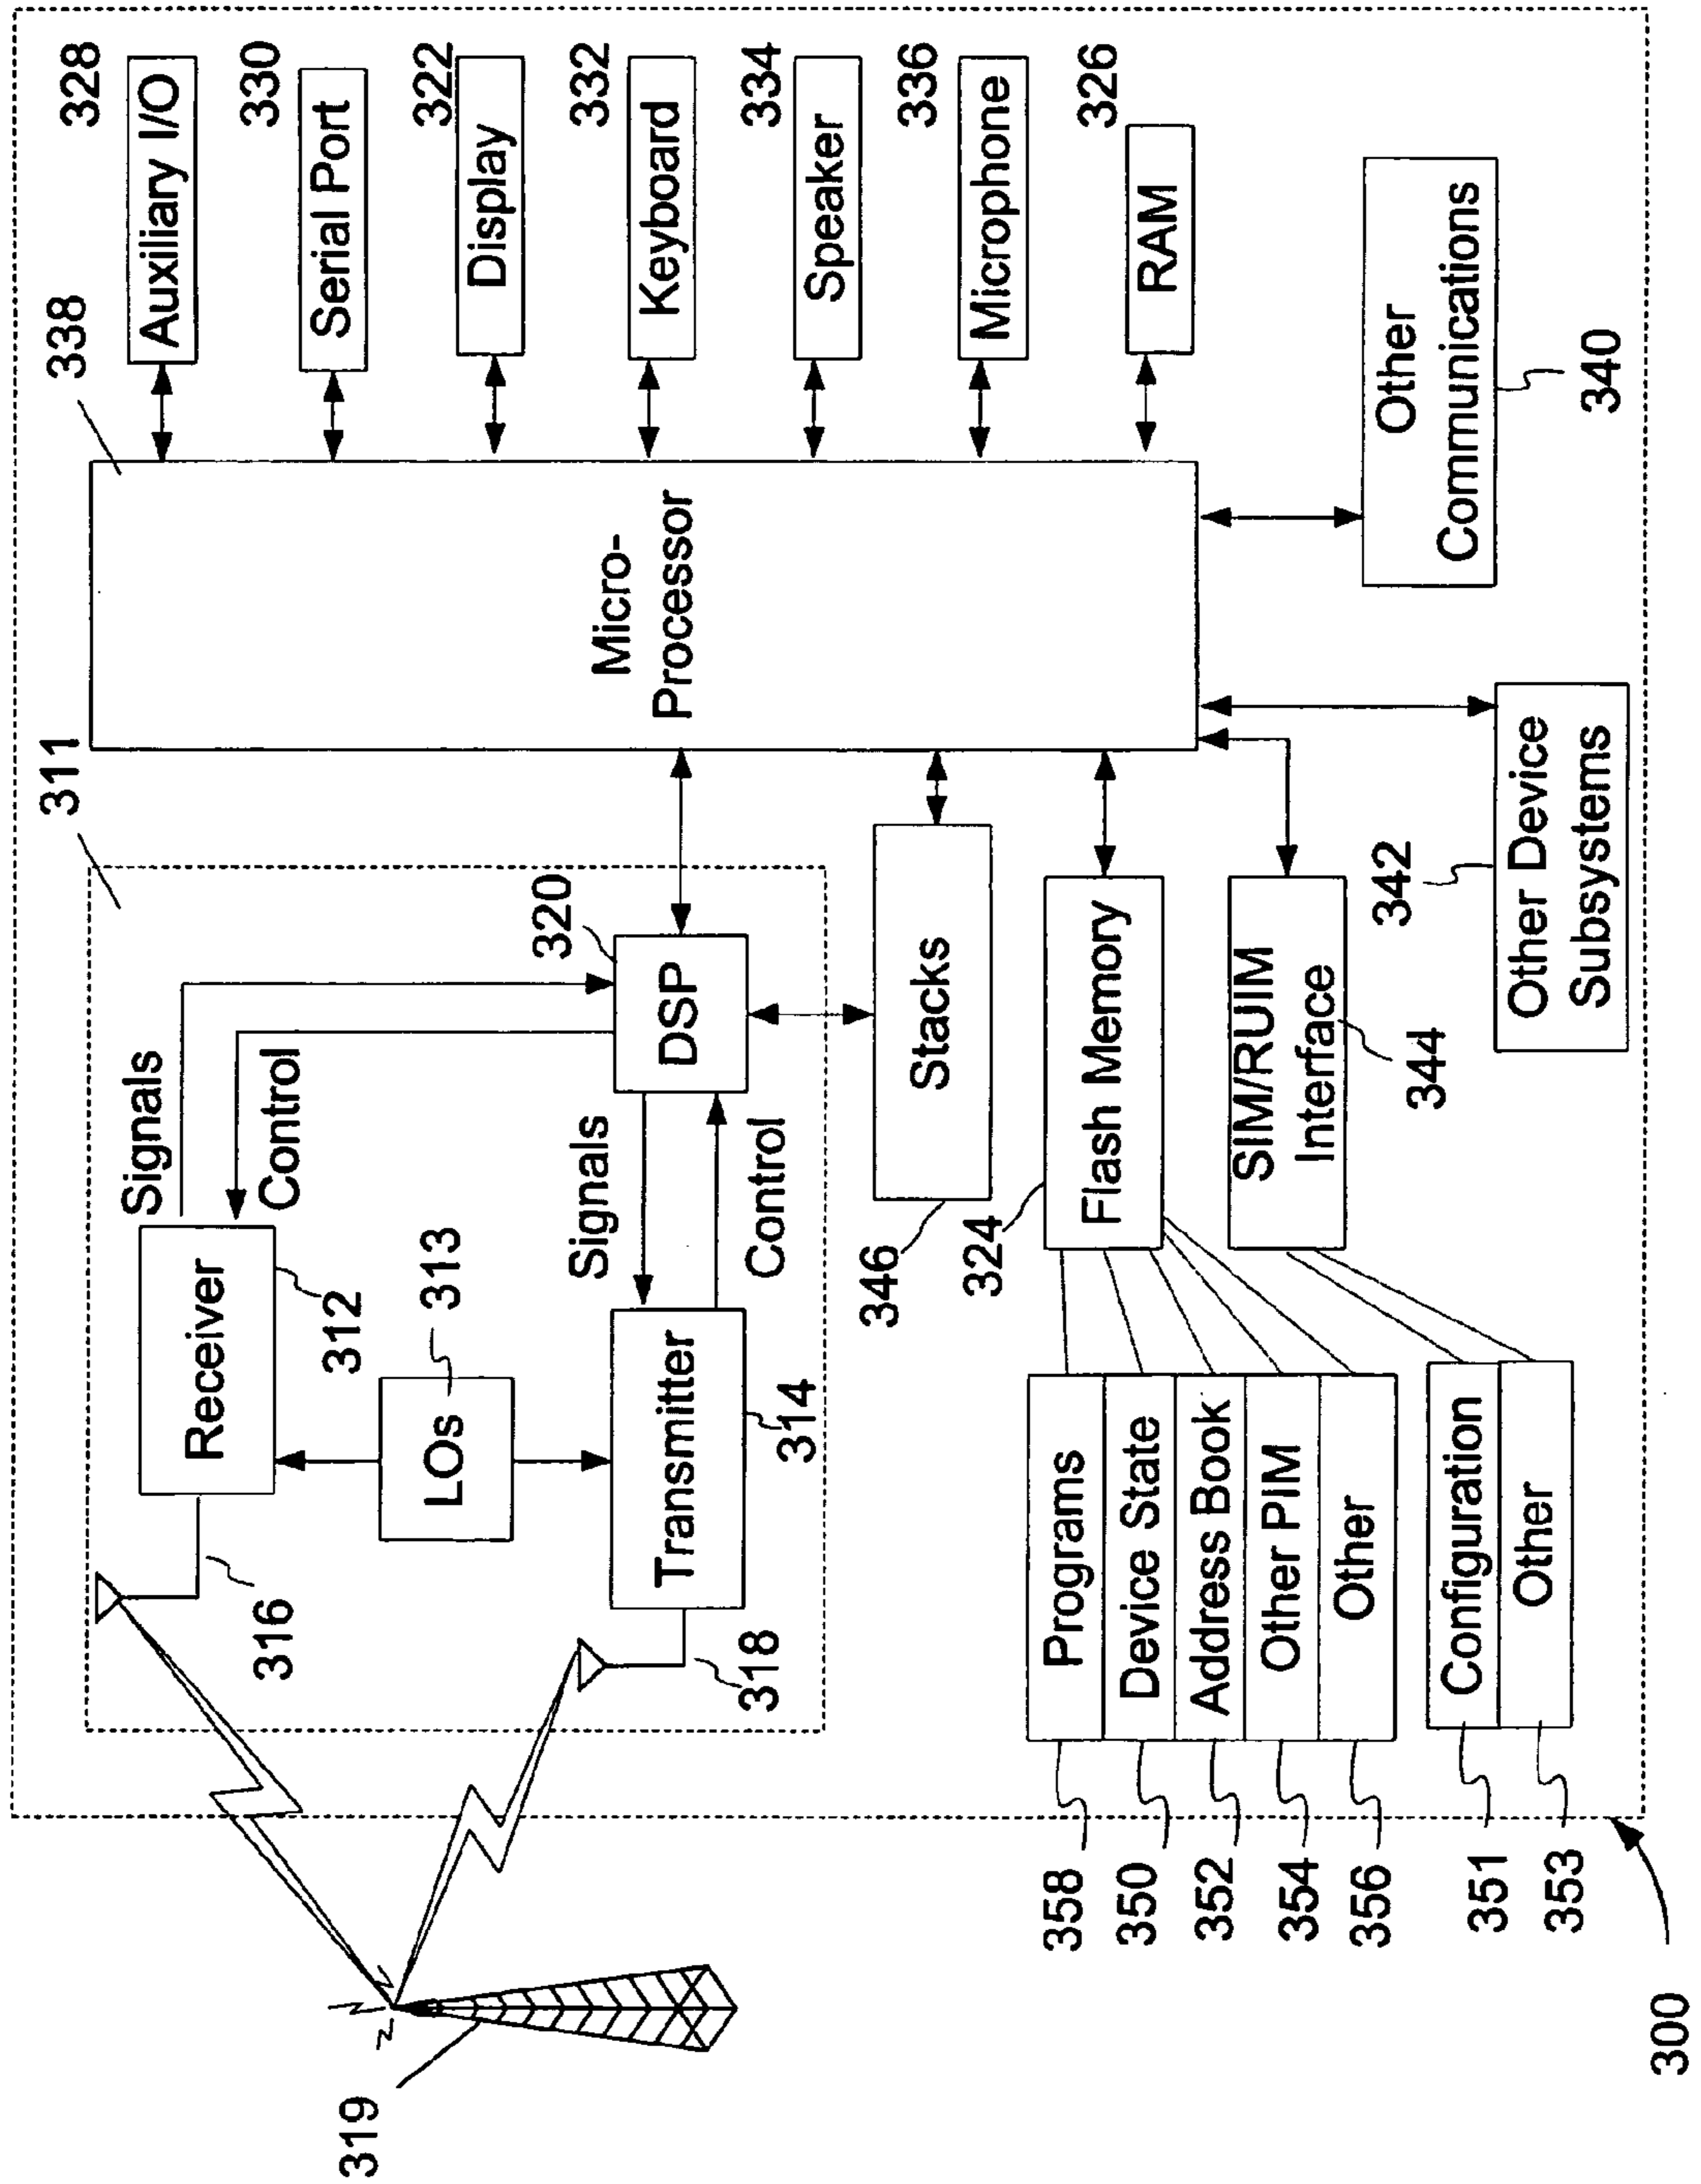 311
338
328
Auxiliary I/O
330
Serial Port
322
Display
332
Keyboard
334
Speaker
336
Microphone
326
RAM
Micro-
Processor
Signals
Control
Receiver
312
316
LOs
313
320
DSP
Signals
Control
Transmitter
314
318
319
Stacks
346
324
Flash Memory
SIM/RUIM
Interface
344
342
Other Device
Subsystems
Other
Communications
340
Programs
Device State
Address Book
Other PIM
Other
Configuration
Other
358
350
352
354
356
351
353
300